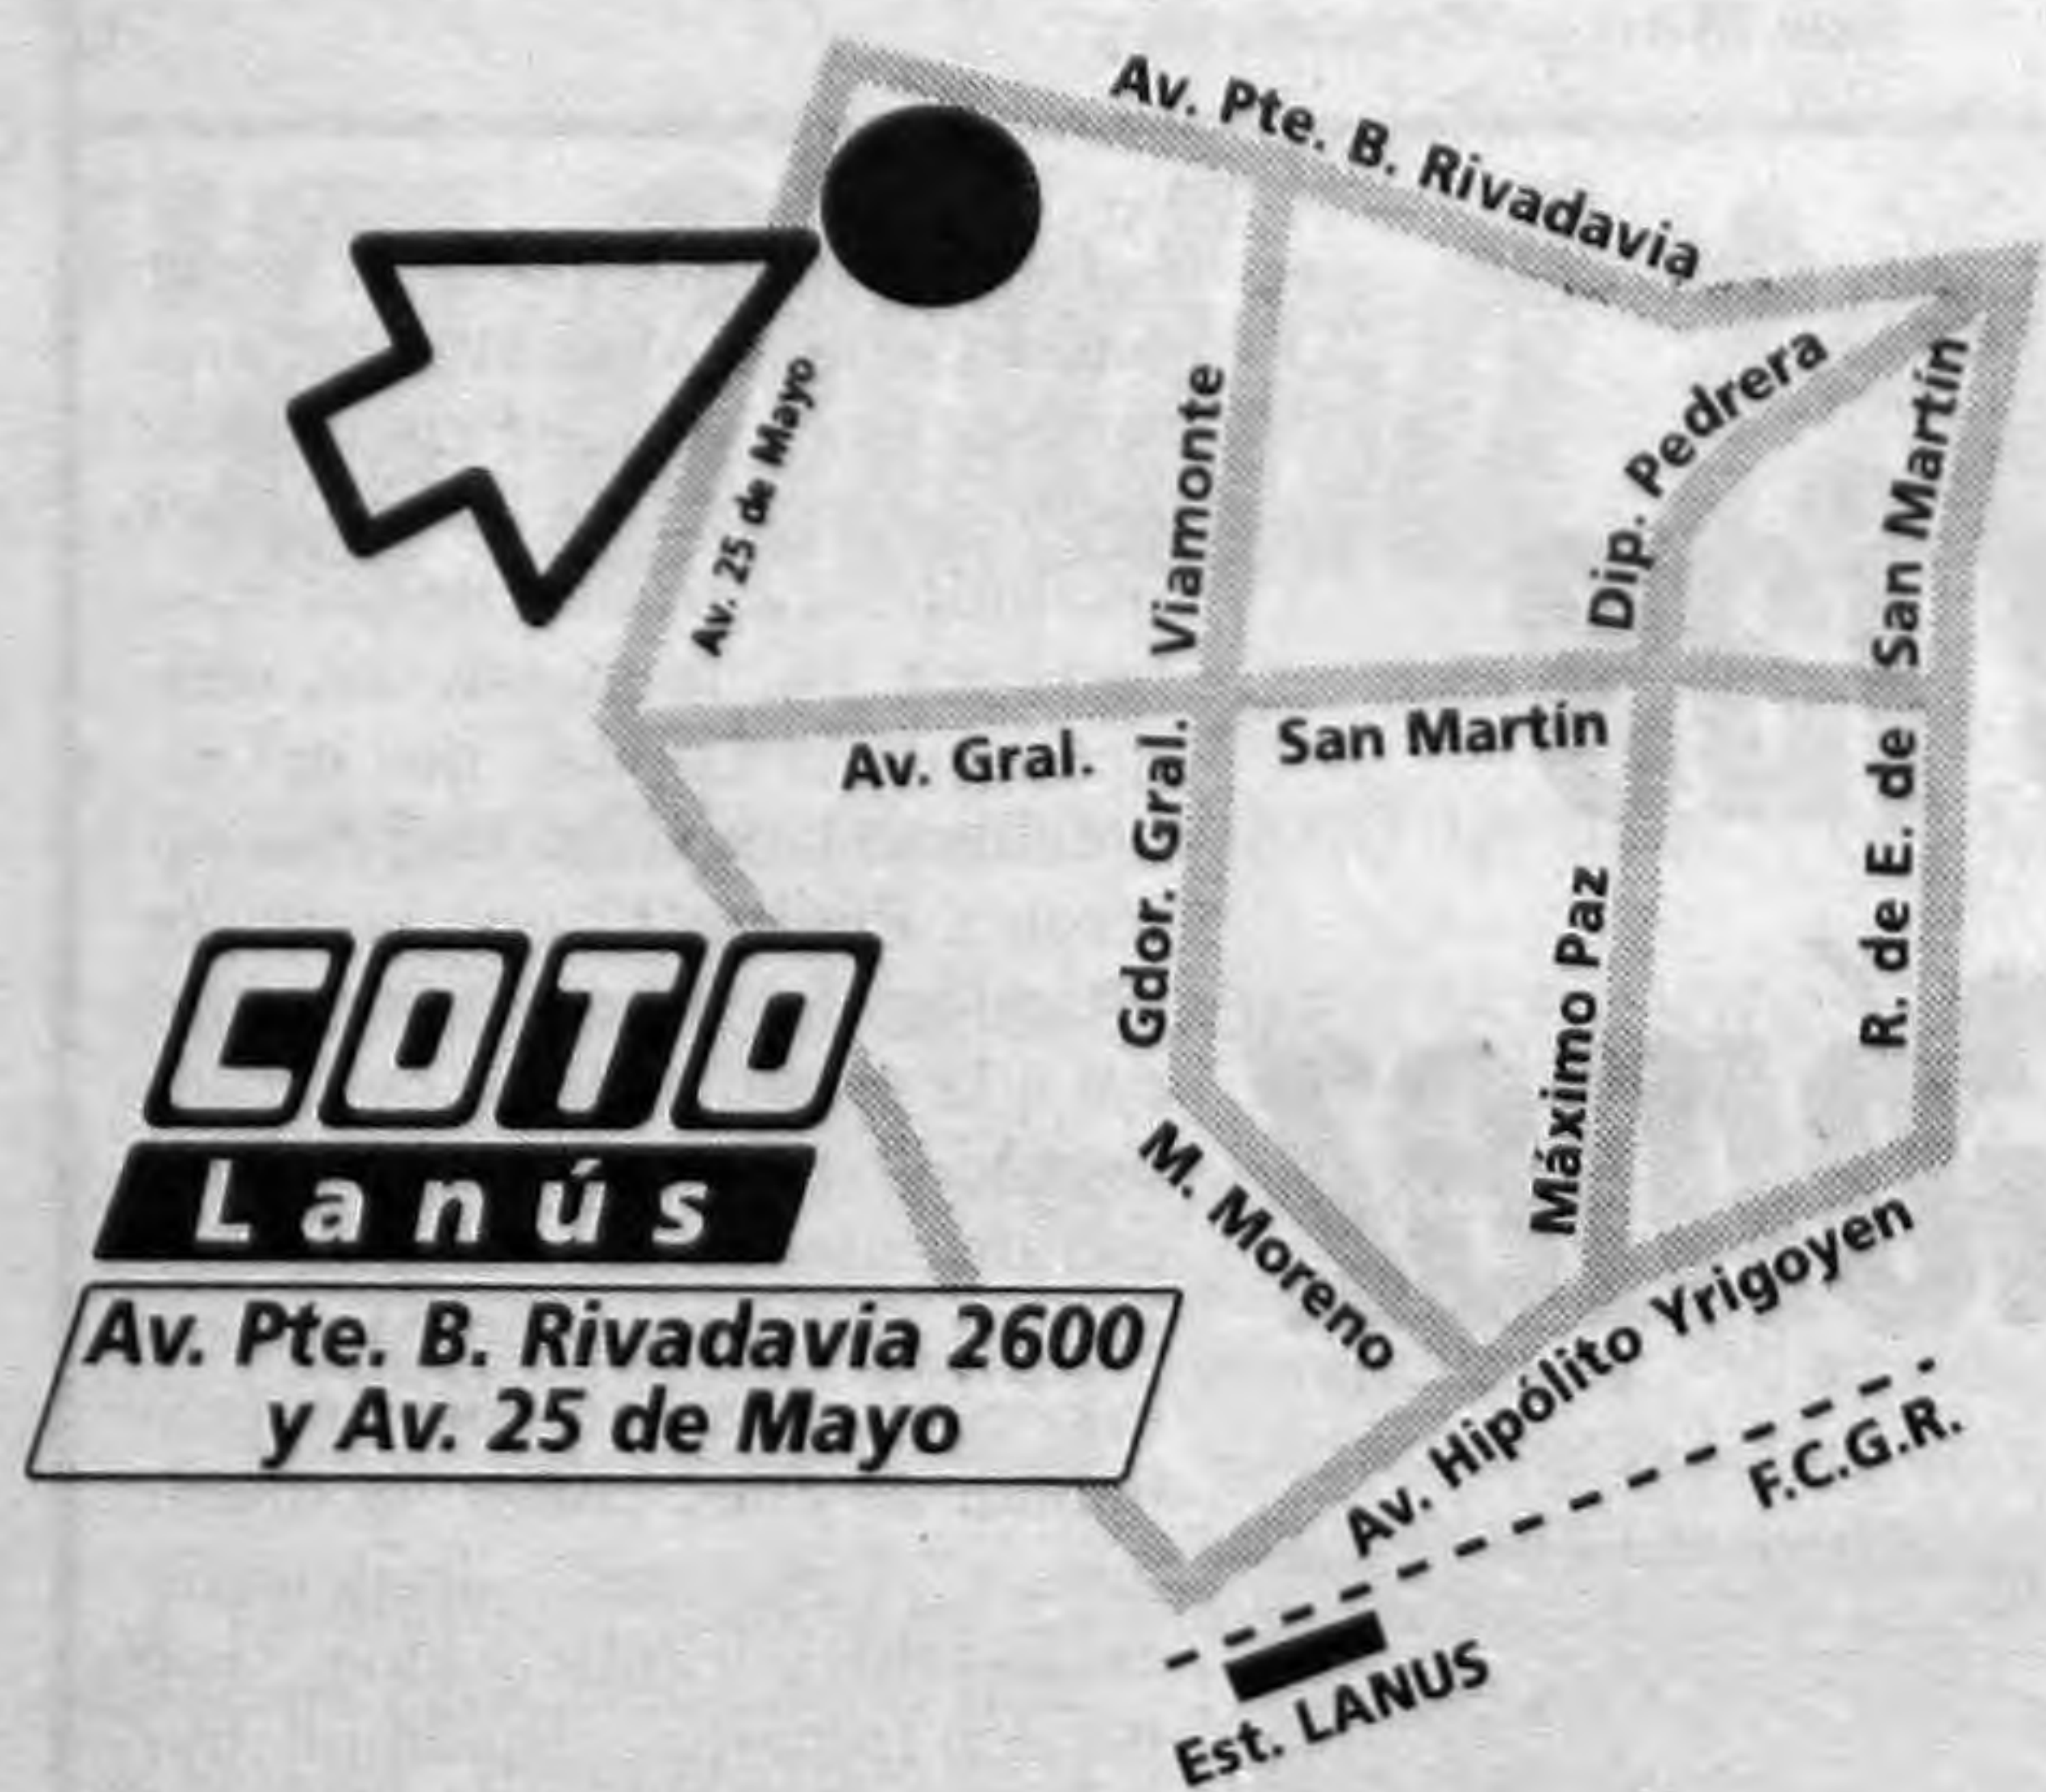 Av. Pte. B. Rivadavia
Av. 25 de Mayo
Gdor. Gral. Viamonte
Dip. Pedrera
R. de E. de San Martín
Av. Gral. San Martín
Máximo Paz
M. Moreno
COTO
Lanús
Av. Pte. B. Rivadavia 2600
y Av. 25 de Mayo
Av. Hipólito Yrigoyen
F.C.G.R.
Est. LANUS